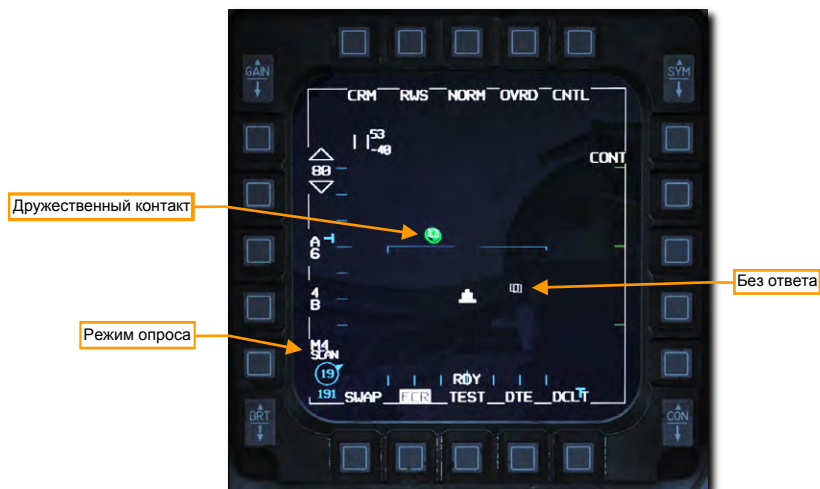 GAIN
SYM
CRM RWS NORM OVRD CNTL
53
-40
CONT
80
Дружественный контакт
A
6
Без ответа
4
B
Режим опроса
M4
SCAN
19
RDY
191 SWAP FCR TEST DTE DCLT
BRT
CON